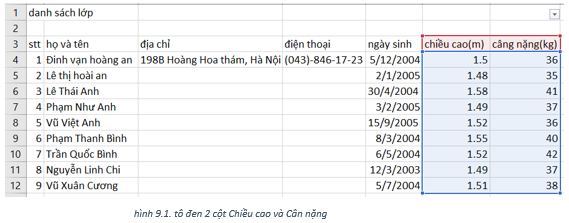 1 danh sách lớp
2
3 stt họ và tên địa chỉ điện thoại ngày sinh chiều cao(m) câng nặng(kg)
4 1 Đinh vạn hoàng an 198B Hoàng Hoa thám, Hà Nội (043)-846-17-23 5/12/2004 1.5 36
5 2 Lê thị hoài an 2/1/2005 1.48 35
6 3 Lê Thái Anh 30/4/2004 1.58 41
7 4 Phạm Như Anh 3/2/2005 1.49 37
8 5 Vũ Việt Anh 15/9/2005 1.52 36
9 6 Phạm Thanh Bình 8/3/2004 1.55 40
10 7 Trần Quốc Bình 6/5/2004 1.52 42
11 8 Nguyễn Linh Chi 12/3/2003 1.49 37
12 9 Vũ Xuân Cương 5/7/2004 1.51 38
hình 9.1. tô đen 2 cột Chiều cao và Cân nặng